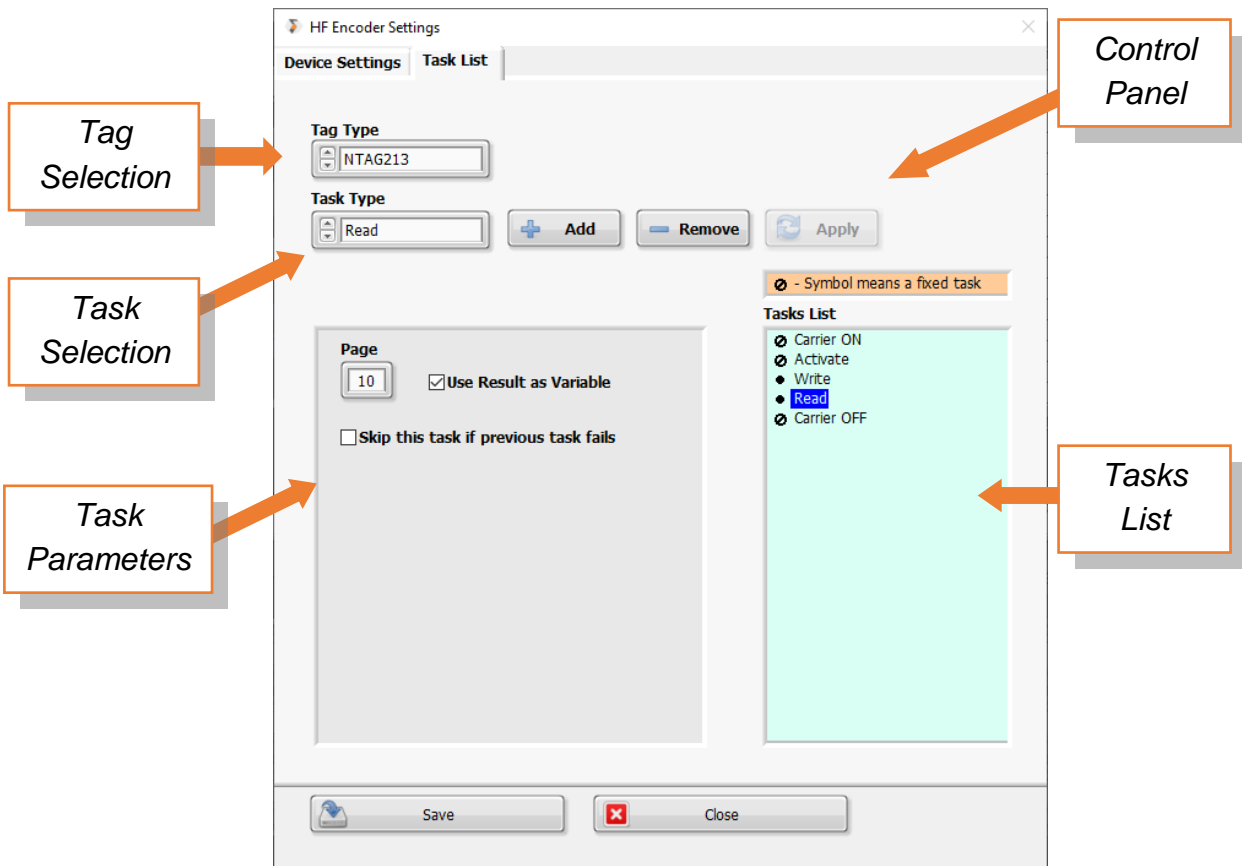 HF Encoder Settings
Device Settings Task List
Control
Panel
Tag
Selection
Tag Type
NTAG213
Task Type
Read
Add
Remove
Apply
Task
Selection
- Symbol means a fixed task
Tasks List
Carrier ON
Activate
Write
Read
Carrier OFF
Page
10
Use Result as Variable
Skip this task if previous task fails
Task
Parameters
Tasks
List
Save
Close